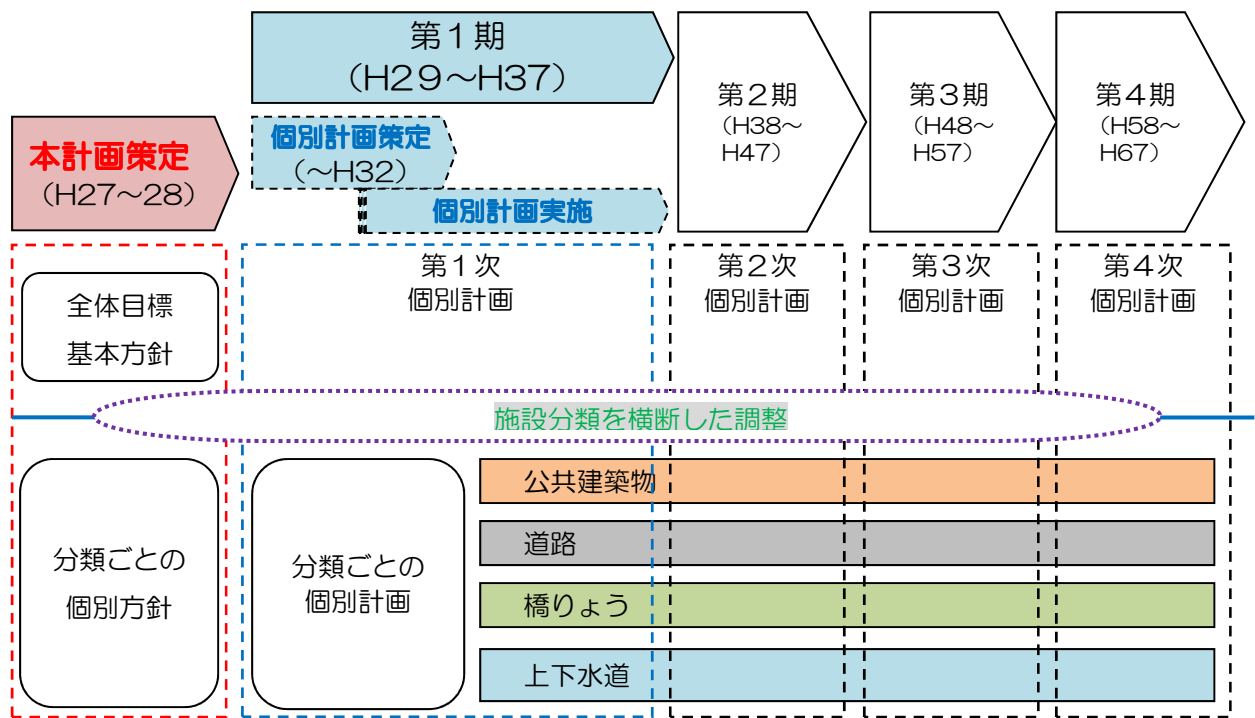 第１期
（H29～H37）
第２期
（H38～
H47）
第３期
（H48～
H57）
第４期
（H58～
H67）
本計画策定
（H27～28）
個別計画策定
（～H32）
個別計画実施
全体目標
基本方針
第１次
個別計画
第２次
個別計画
第３次
個別計画
第４次
個別計画
施設分類を横断した調整
分類ごとの
個別方針
分類ごとの
個別計画
公共建築物
道路
橋りょう
上下水道